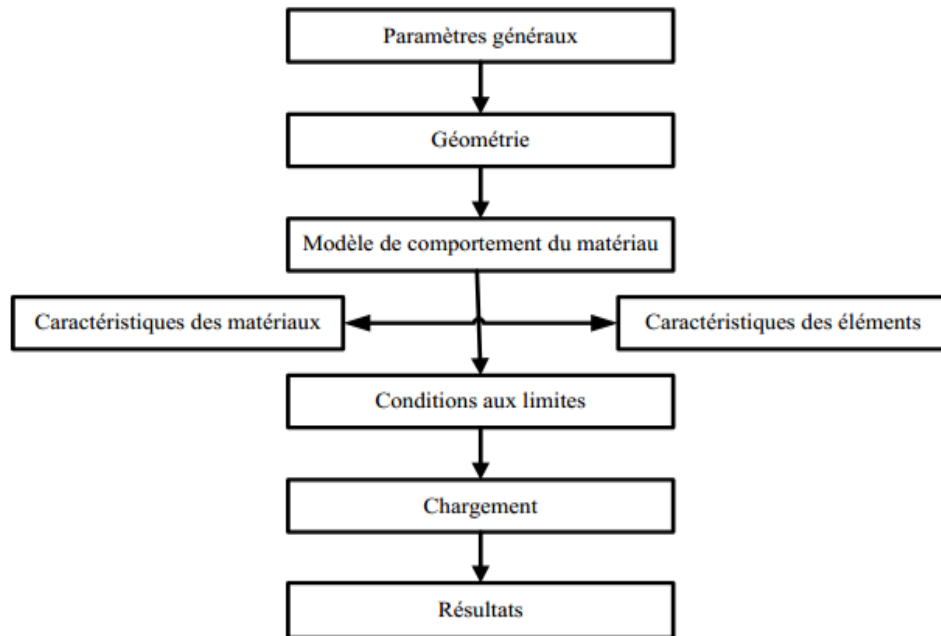 Paramètres généraux
Géométrie
Modèle de comportement du matériau
Caractéristiques des matériaux
Caractéristiques des éléments
Conditions aux limites
Chargement
Résultats